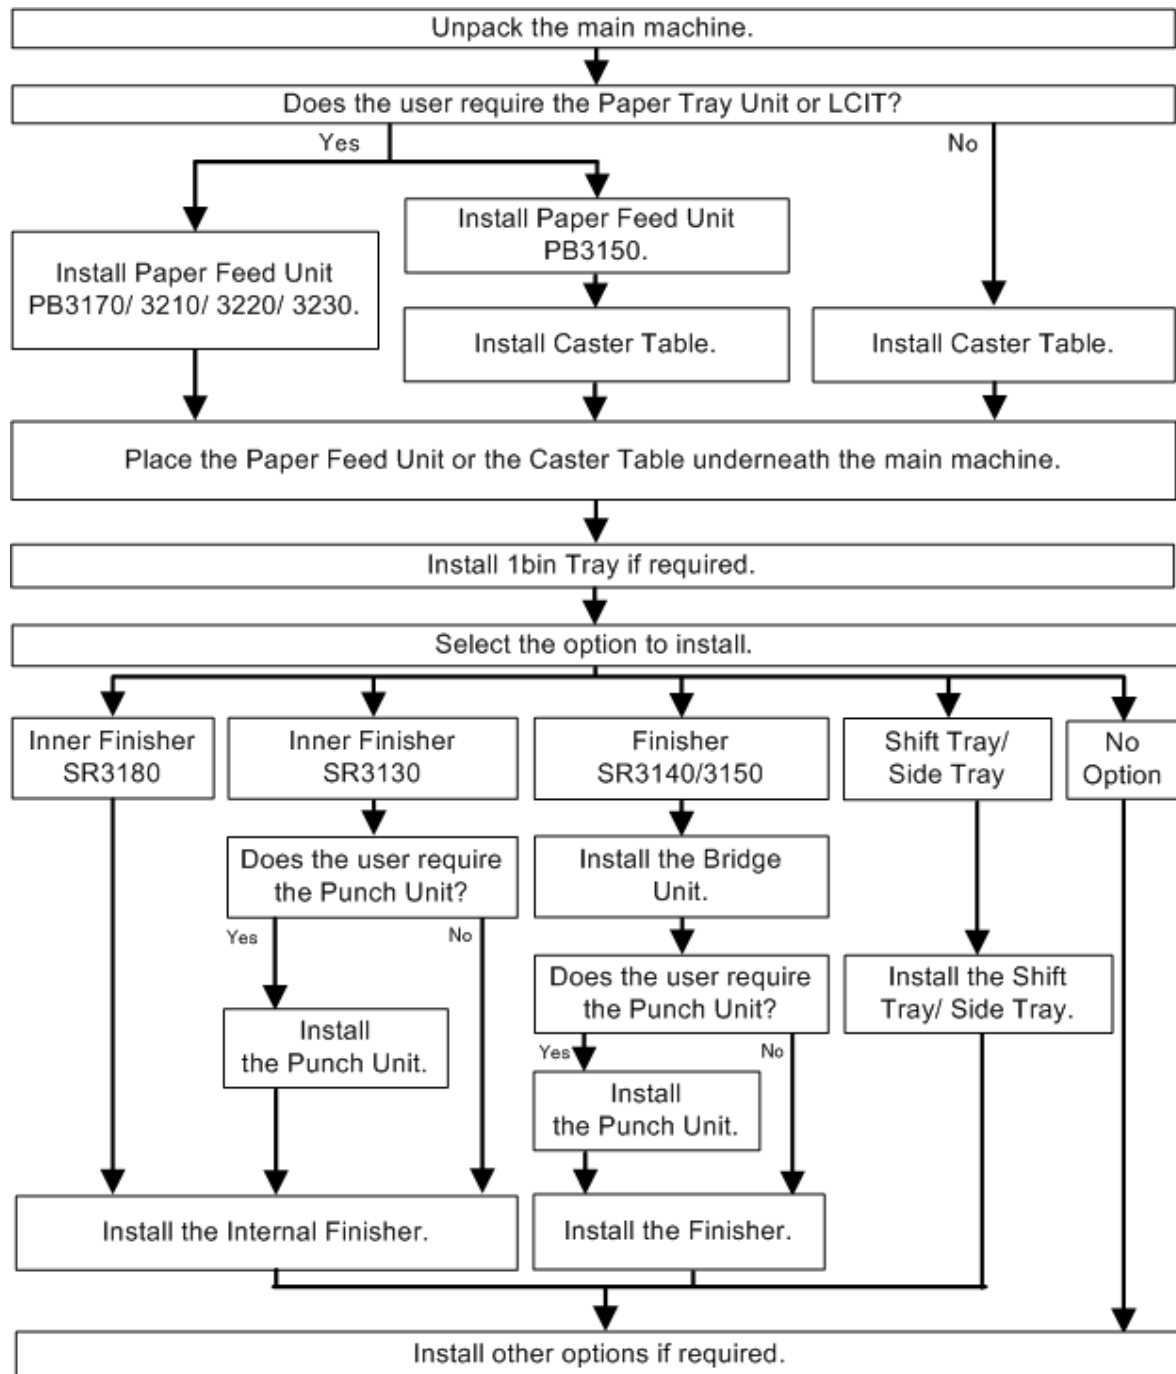 Unpack the main machine.
Does the user require the Paper Tray Unit or LCIT?
Yes
No
Install Paper Feed Unit
PB3170/ 3210/ 3220/ 3230.
Install Paper Feed Unit
PB3150.
Install Caster Table.
Install Caster Table.
Place the Paper Feed Unit or the Caster Table underneath the main machine.
Install 1bin Tray if required.
Select the option to install.
Inner Finisher
SR3180
Inner Finisher
SR3130
Finisher
SR3140/3150
Shift Tray/
Side Tray
No
Option
Does the user require
the Punch Unit?
Yes
No
Install
the Punch Unit.
Install the Bridge
Unit.
Does the user require
the Punch Unit?
Yes
No
Install
the Punch Unit.
Install the Shift
Tray/ Side Tray.
Install the Internal Finisher.
Install the Finisher.
Install other options if required.